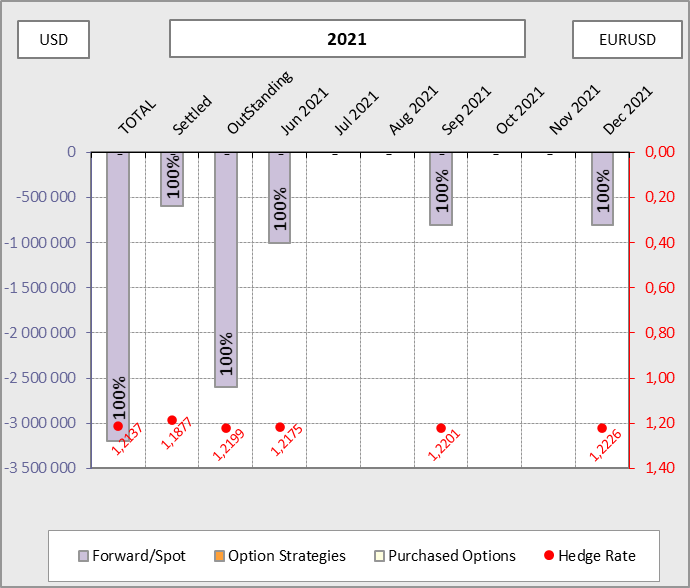 USD
2021
EURUSD
TOTAL
Settled
OutStanding
Jun 2021
Jul 2021
Aug 2021
Sep 2021
Oct 2021
Nov 2021
Dec 2021
0
-500 000
-1 000 000
-1 500 000
-2 000 000
-2 500 000
-3 000 000
-3 500 000
100%
100%
100%
100%
100%
100%
1,2137
1,1877
1,2199
1,2175
1,2201
1,2226
0,00
0,20
0,40
0,60
0,80
1,00
1,20
1,40
Forward/Spot
Option Strategies
Purchased Options
Hedge Rate